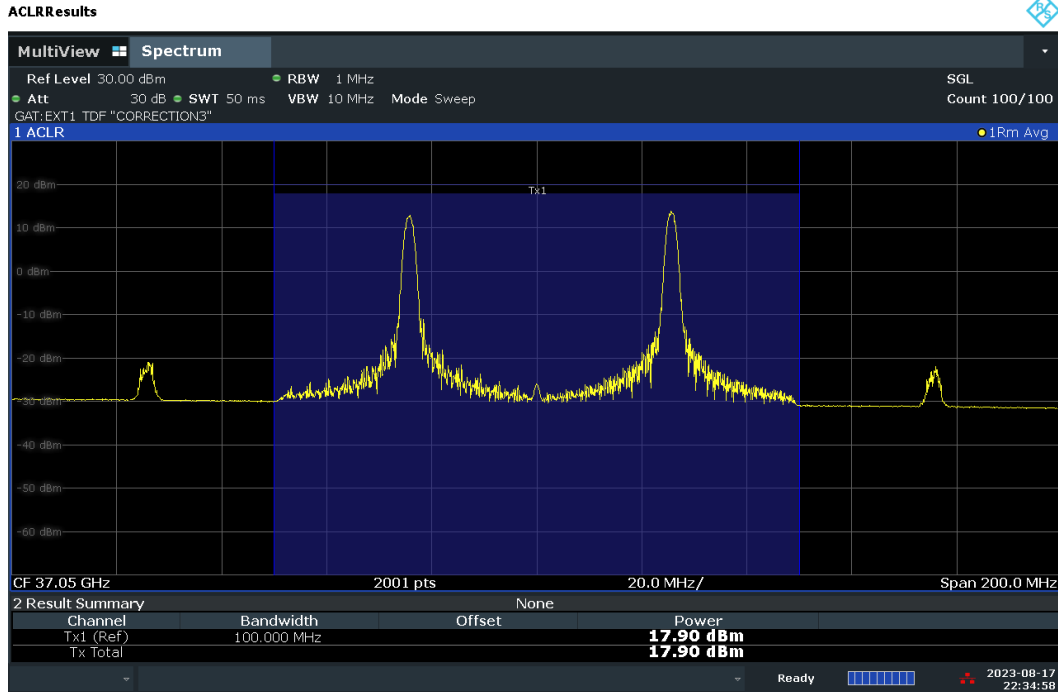 ACLRResults
R&S
MultiView Spectrum
Ref Level 30.00 dBm RBW 1 MHz SGL
Att 30 dB SWT 50 ms VBW 10 MHz Mode Sweep Count 100/100
GAT:EXT1 TDF "CORRECTION3"
1 ACLR 1Rm Avg
20 dBm
Tx1
10 dBm
0 dBm
-10 dBm
-20 dBm
-30 dBm
-40 dBm
-50 dBm
-60 dBm
CF 37.05 GHz 2001 pts 20.0 MHz/ Span 200.0 MHz
2 Result Summary None
Channel Bandwidth Offset Power
Tx1 (Ref) 100.000 MHz 17.90 dBm
Tx Total 17.90 dBm
Ready 2023-08-17
22:34:58